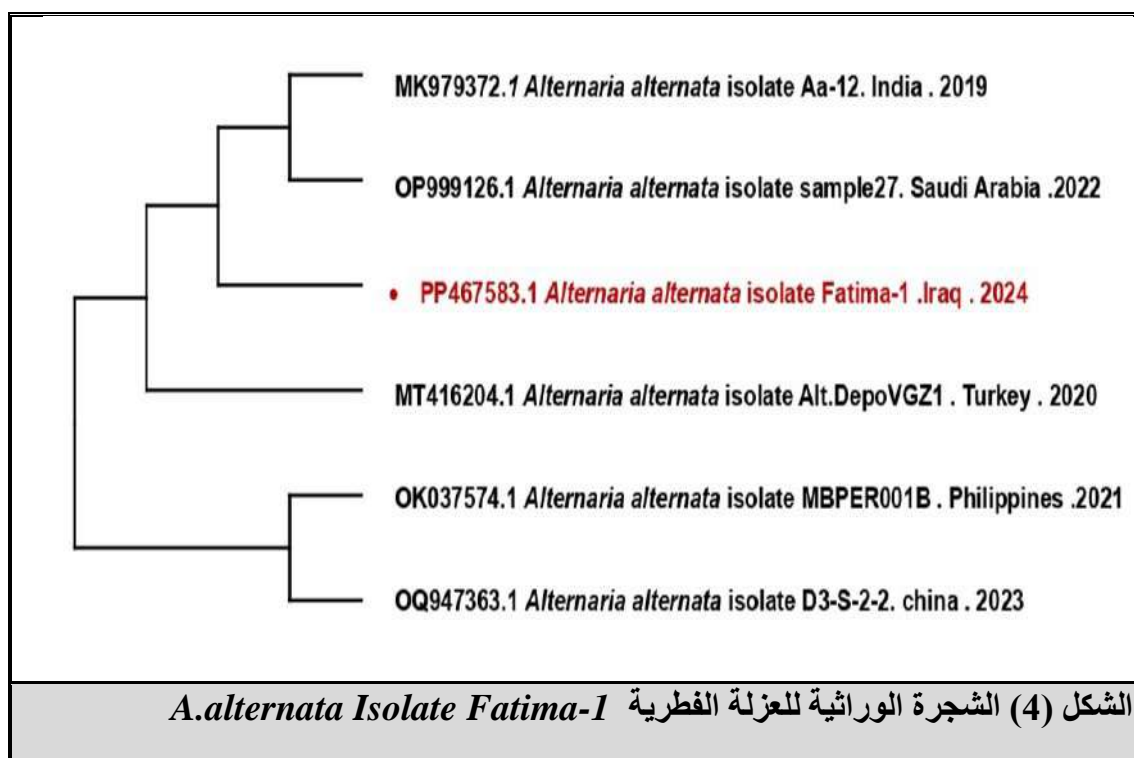 MK979372.1 Alternaria alternata isolate Aa-12. India . 2019
OP999126.1 Alternaria alternata isolate sample27. Saudi Arabia .2022
• PP467583.1 Alternaria alternata isolate Fatima-1 .Iraq . 2024
MT416204.1 Alternaria alternata isolate Alt.DepoVGZ1 . Turkey . 2020
OK037574.1 Alternaria alternata isolate MBPER001B . Philippines .2021
OQ947363.1 Alternaria alternata isolate D3-S-2-2. china . 2023
الشكل (4) الشجرة الوراثية للعزلة الفطرية A.alternata Isolate Fatima-1